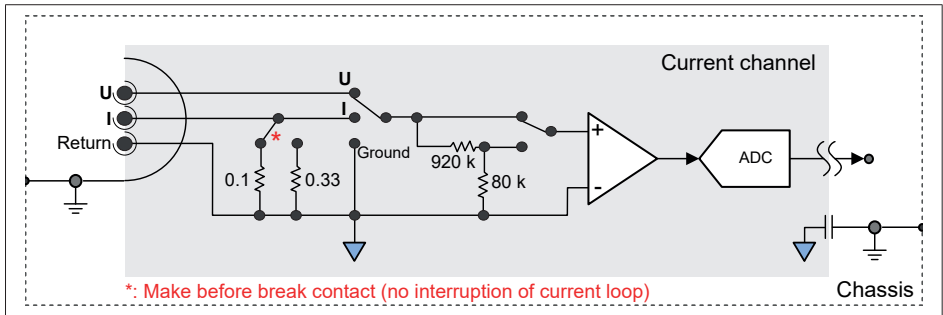 Current channel
U
U
I
I
*
Return
Ground
920 k
0.1
0.33
80 k
+
-
ADC
*: Make before break contact (no interruption of current loop)
Chassis